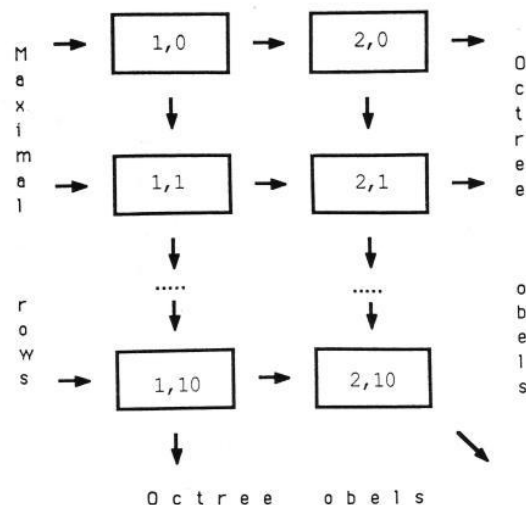 Maximal rows
1,0
2,0
1,1
2,1
.....
.....
1,10
2,10
Octree obels
Octree obels